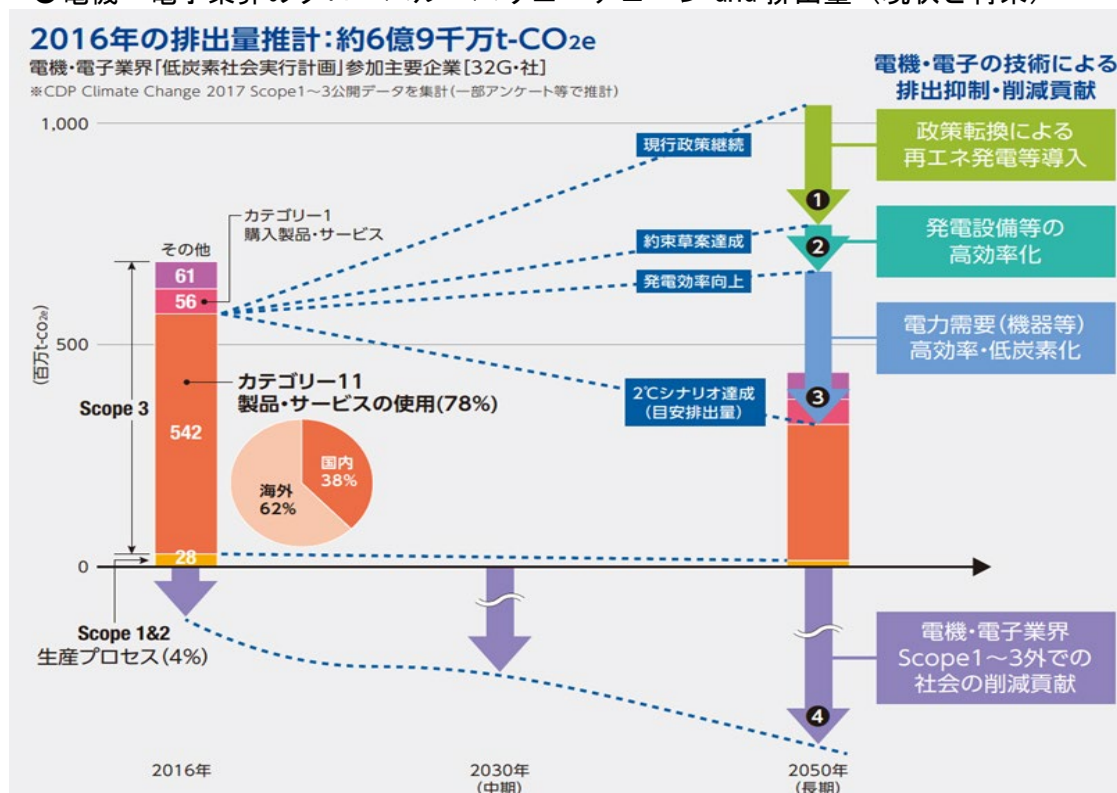 2016年の排出量推計:約6億9千万t-CO2e
電機・電子業界「低炭素社会実行計画」参加主要企業[32G・社]
※CDP Climate Change 2017 Scope1~3公開データを集計(一部アンケート等で推計)
電機・電子の技術による
排出抑制・削減貢献
1,000
500
0
(百万t-co2e)
現行政策継続
約束草案達成
発電効率向上
2℃シナリオ達成
(目安排出量)
政策転換による
再エネ発電等導入
発電設備等の
高効率化
電力需要(機器等)
高効率・低炭素化
電機・電子業界
Scope1~3外での
社会の削減貢献
❶
❷
❸
❹
カテゴリー1
購入製品・サービス
その他
61
56
542
28
カテゴリー11
製品・サービスの使用(78%)
国内
38%
海外
62%
Scope 3
Scope 1&2
生産プロセス(4%)
2016年
2030年
(中期)
2050年
(長期)